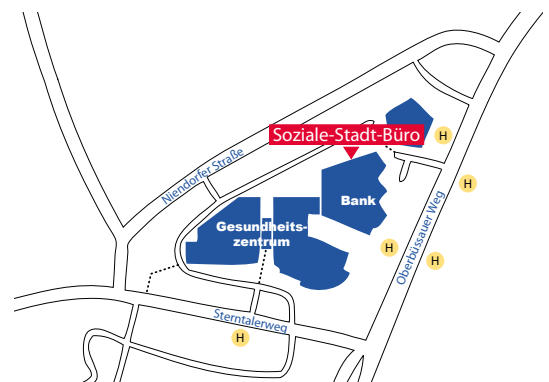 Soziale-Stadt-Büro
H
Niendorfer Straße
H
Bank
Gesundheits-
zentrum
H
Oberbüssauer Weg
H
Sterntalerweg
H